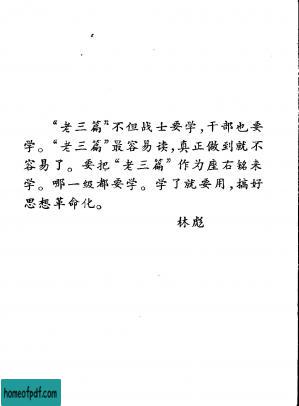 “老三篇”不但战士要学，干部也要
学。“老三篇”最容易读，真正做到就不
容易了。要把“老三篇”作为座右铭来
学。哪一级都要学。学了就要用，搞好
思想革命化。
林彪
homeofpdf.com